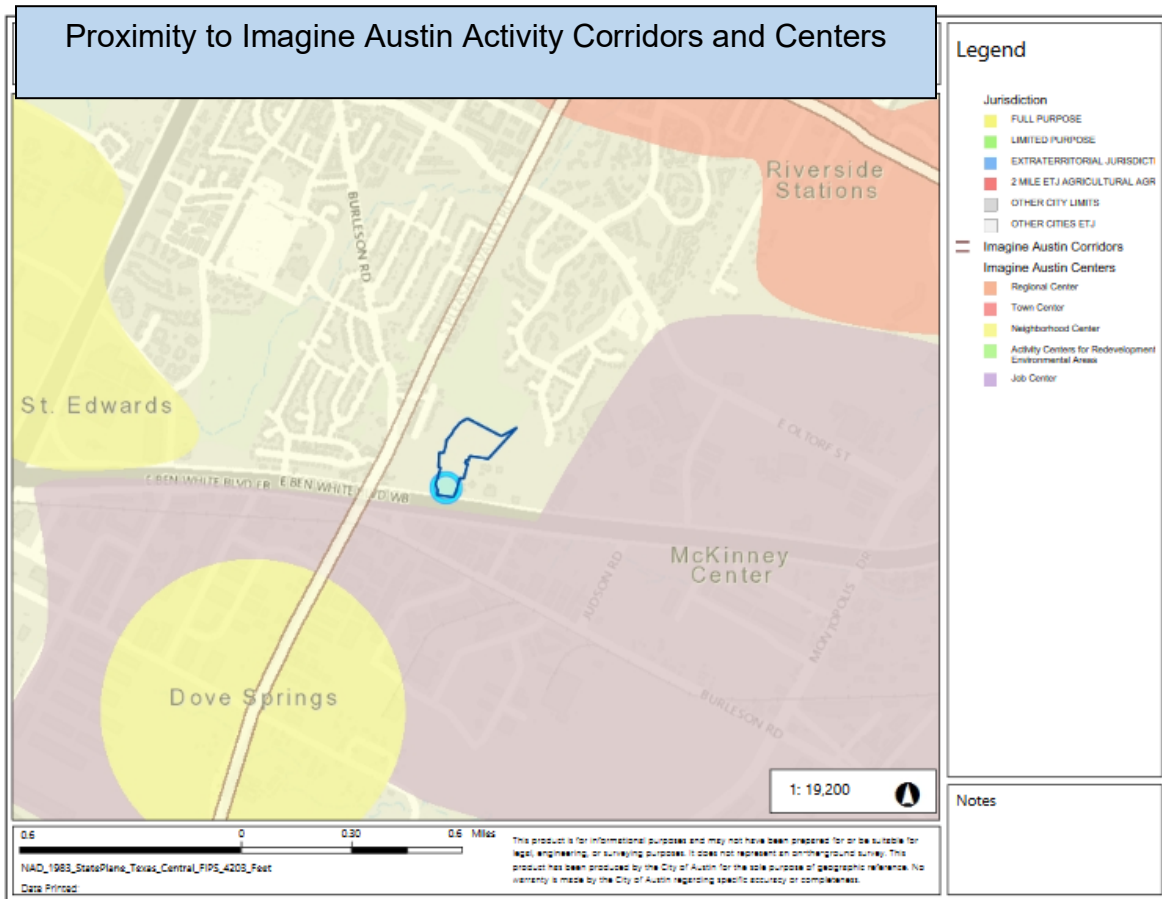 Proximity to Imagine Austin Activity Corridors and Centers
Legend
Jurisdiction
FULL PURPOSE
LIMITED PURPOSE
EXTRATERRITORIAL JURISDICTI
2 MILE ETJ AGRICULTURAL AGR
OTHER CITY LIMITS
OTHER CITIES ETJ
Imagine Austin Corridors
Imagine Austin Centers
Regional Center
Town Center
Neighborhood Center
Activity Centers for Redevelopment
Environmental Areas
Job Center
Riverside
Stations
BURLESON RD
St. Edwards
E OLTORF ST
E BEN WHITE BLVD EB
E BEN WHITE BLVD WB
McKinney
Center
JUDSON RD
MONTOPOLIS DR
BURLESON RD
Dove Springs
1: 19,200
Notes
0.6 0 0.30 0.6 Miles
NAD_1983_StatePlane_Texas_Central_FIPS_4203_Feet
Date Printed:
This product is for informational purposes and may not have been prepared for or be suitable for
legal, engineering, or surveying purposes. It does not represent an on-the-ground survey. This
product has been produced by the City of Austin for the sole purpose of geographic reference. No
warranty is made by the City of Austin regarding specific accuracy or completeness.